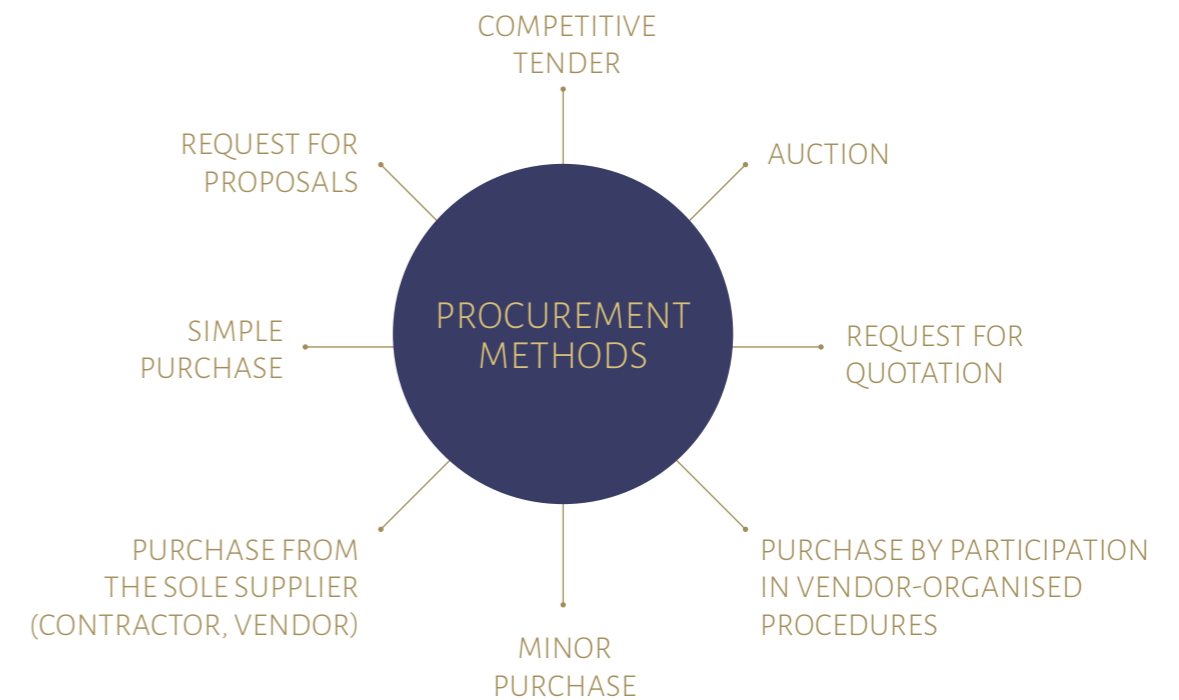 COMPETITIVE
TENDER
REQUEST FOR
PROPOSALS
AUCTION
PROCUREMENT
METHODS
SIMPLE
PURCHASE
REQUEST FOR
QUOTATION
PURCHASE FROM
THE SOLE SUPPLIER
(CONTRACTOR, VENDOR)
PURCHASE BY PARTICIPATION
IN VENDOR-ORGANISED
PROCEDURES
MINOR
PURCHASE